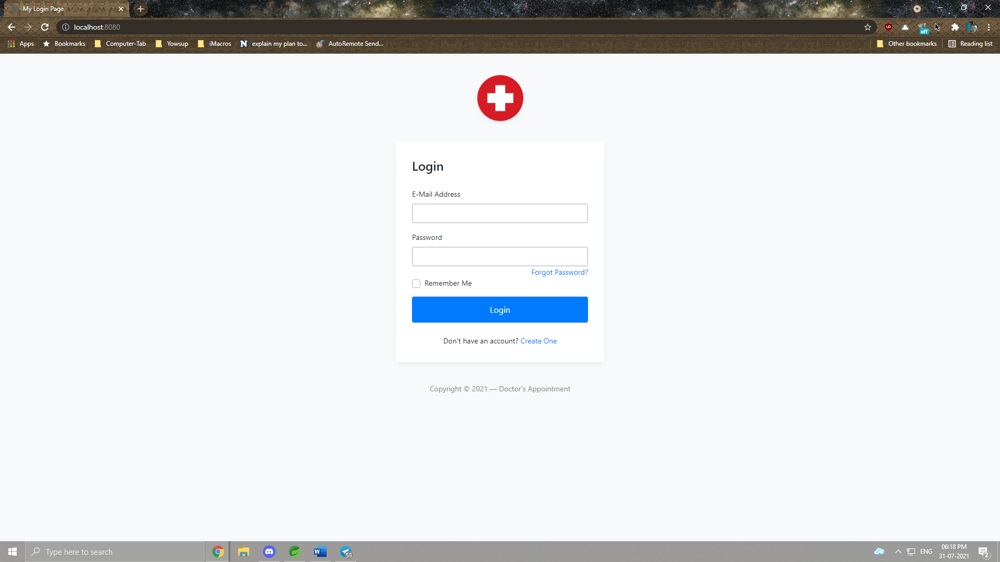 My Login Page
localhost:8080
off
Apps
Bookmarks
Computer-Tab
Yowsup
iMacros
N
explain my plan to...
AutoRemote Send...
Other bookmarks
Reading list
Login
E-Mail Address
Password
Forgot Password?
Remember Me
Login
Don't have an account? Create One
Copyright © 2021 — Doctor's Appointment
Type here to search
W
59
ENG
06:18 PM
31-07-2021
2